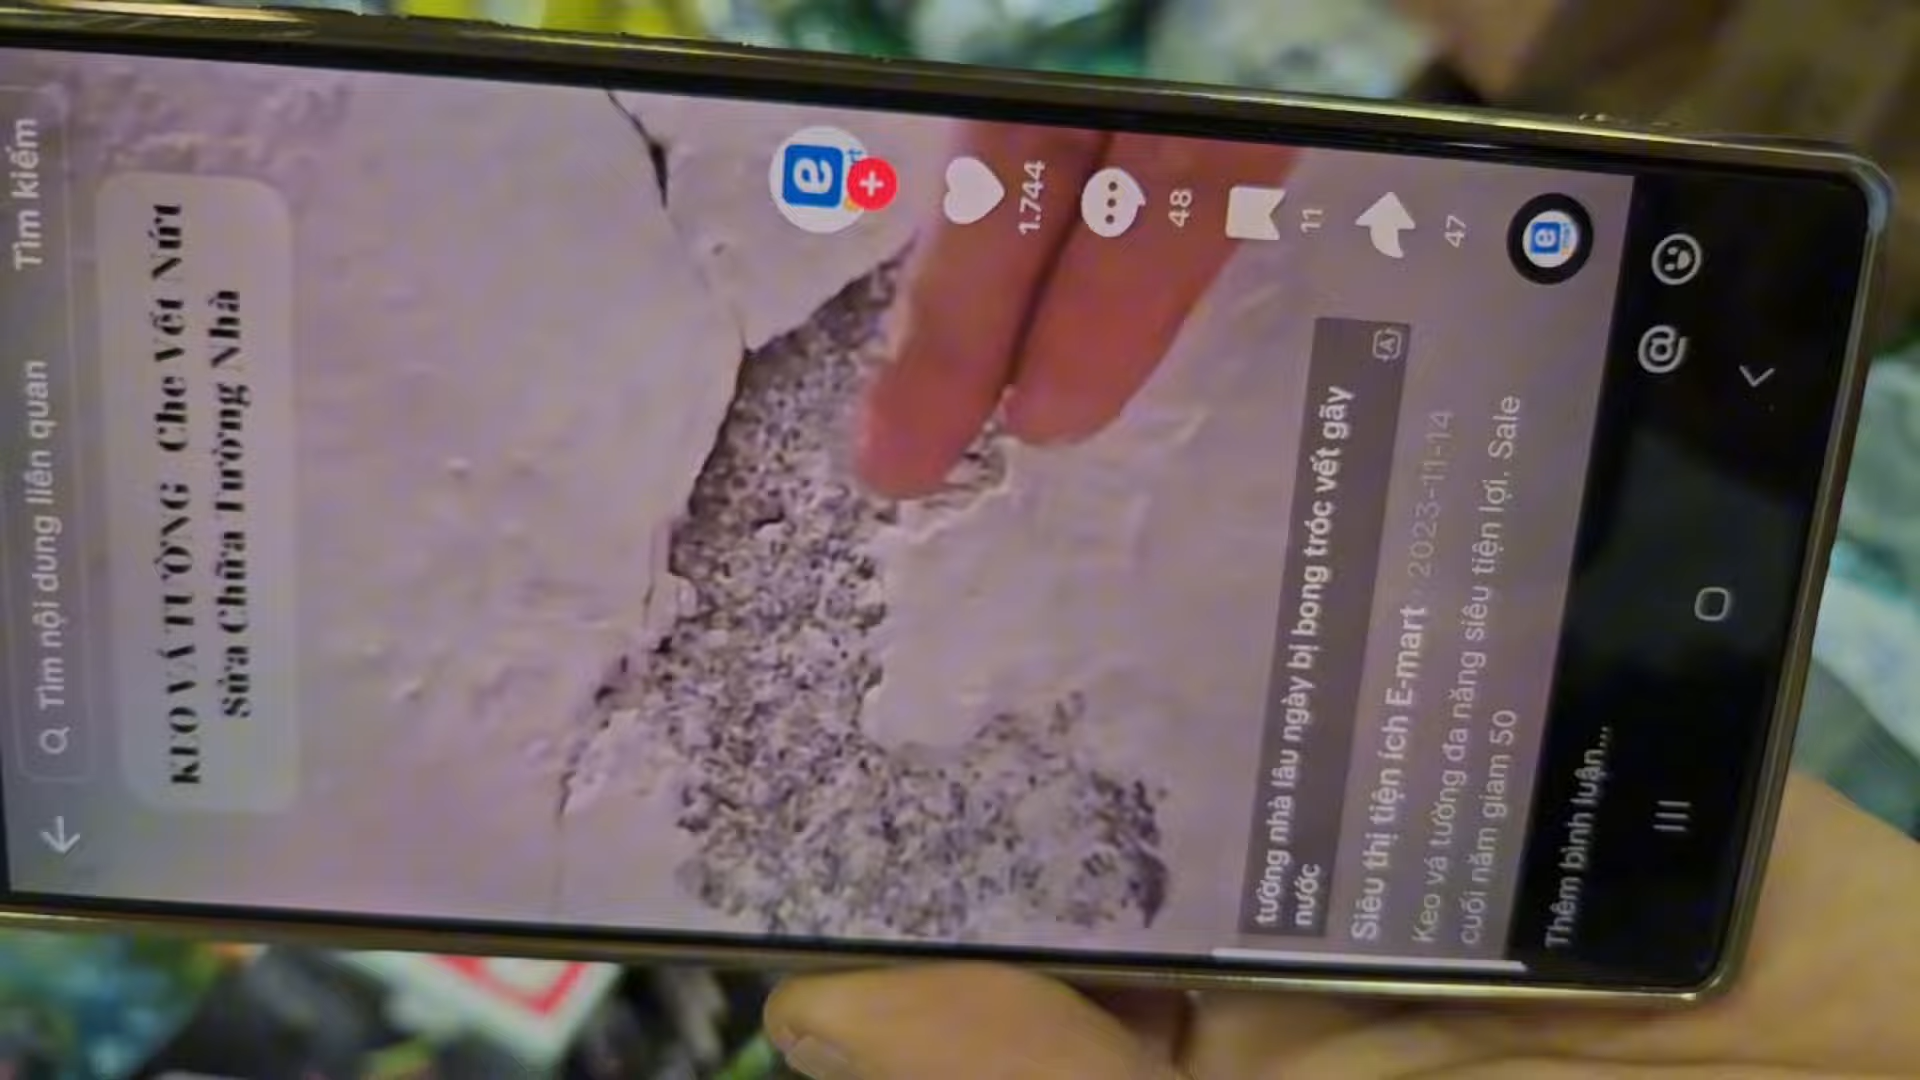 Tìm nội dung liên quan
Tìm kiếm
KEO VÁ TƯỜNG Che Vết Nứt
Sửa Chữa Tường Nhà
1.744
48
11
47
tường nhà lâu ngày bị bong tróc vết gãy
nước
Siêu thị tiện ích E-mart · 2023-11-14
Keo vá tường đa năng siêu tiện lợi. Sale
cuối năm giảm 50
Thêm bình luận...
@